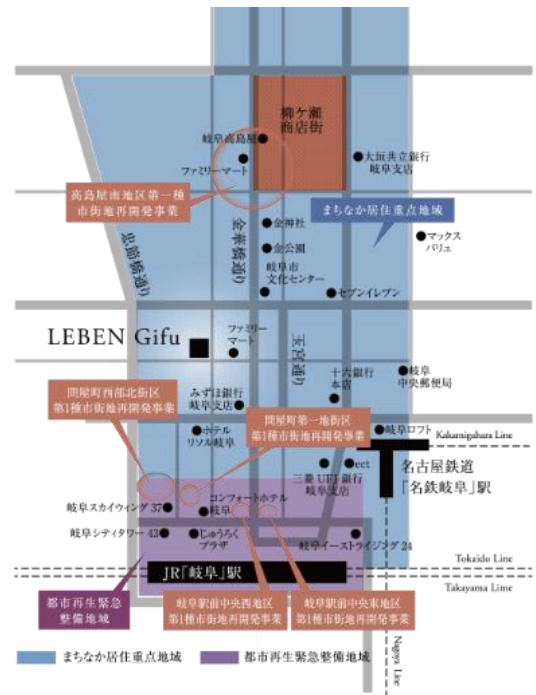 柳ケ瀬
商店街
岐阜高島屋
ファミリーマート
大垣共立銀行
岐阜支店
高島屋南地区第一種
市街地再開発事業
まちなか居住重点地域
金神社
金公園
マックス
バリュ
忠節橋通り
金華橋通り
岐阜市
文化センター
セブンイレブン
LEBEN Gifu
ファミリー
マート
玉宮通り
十六銀行
本店
岐阜
中央郵便局
みずほ銀行
岐阜支店
問屋町西部北街区
第1種市街地再開発事業
問屋町第一地街区
第1種市街地再開発事業
ホテル
リソル岐阜
岐阜ロフト
Kakamigahara Line
名古屋鉄道
「名鉄岐阜」駅
ect
三菱 UFJ 銀行
岐阜支店
岐阜スカイウィング 37
コンフォートホテル
岐阜
岐阜シティタワー 43
じゅうろく
プラザ
岐阜イーストライジング 24
Tokaido Line
JR「岐阜」駅
Takayama Lime
都市再生緊急
整備地域
岐阜駅前中央西地区
第1種市街地再開発事業
岐阜駅前中央東地区
第1種市街地再開発事業
Nagoya Line
まちなか居住重点地域
都市再生緊急整備地域